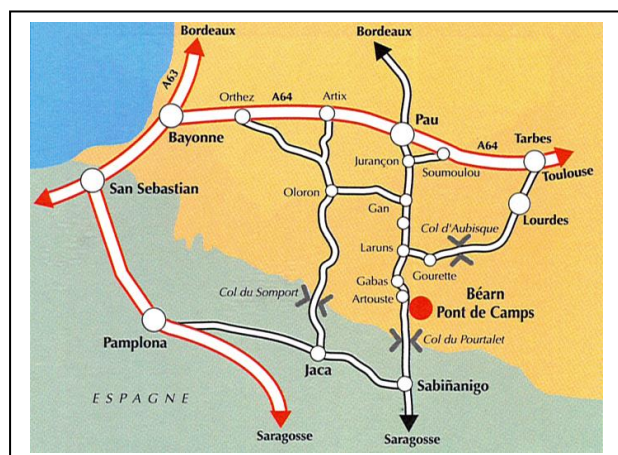 Bordeaux
Bordeaux
A63
Orthez
A64
Artix
Bayonne
Pau
A64
Tarbes
Jurançon
Soumoulou
Toulouse
San Sebastian
Oloron
Gan
Col d'Aubisque
Lourdes
Laruns
Gourette
Gabas
Col du Somport
Artouste
Béarn
Pont de Camps
Pamplona
Col du Pourtalet
Jaca
Sabiñanigo
ESPAGNE
Saragosse
Saragosse